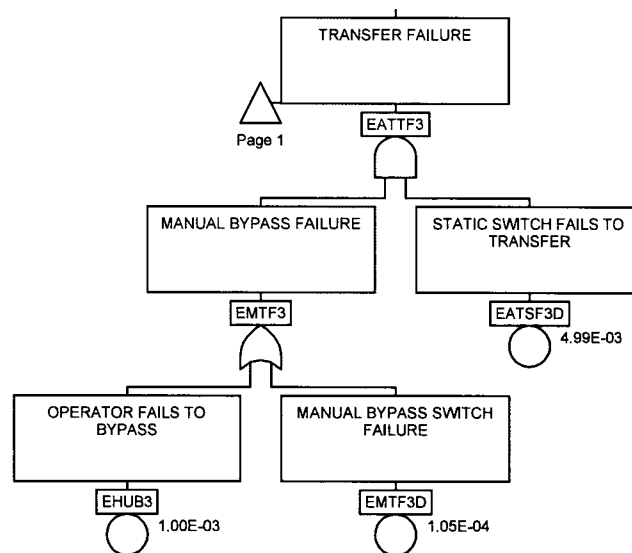 TRANSFER FAILURE
Page 1
EATTF3
MANUAL BYPASS FAILURE
STATIC SWITCH FAILS TO
TRANSFER
EMTF3
EATSF3D
4.99E-03
OPERATOR FAILS TO
BYPASS
MANUAL BYPASS SWITCH
FAILURE
EHUB3
1.00E-03
EMTF3D
1.05E-04